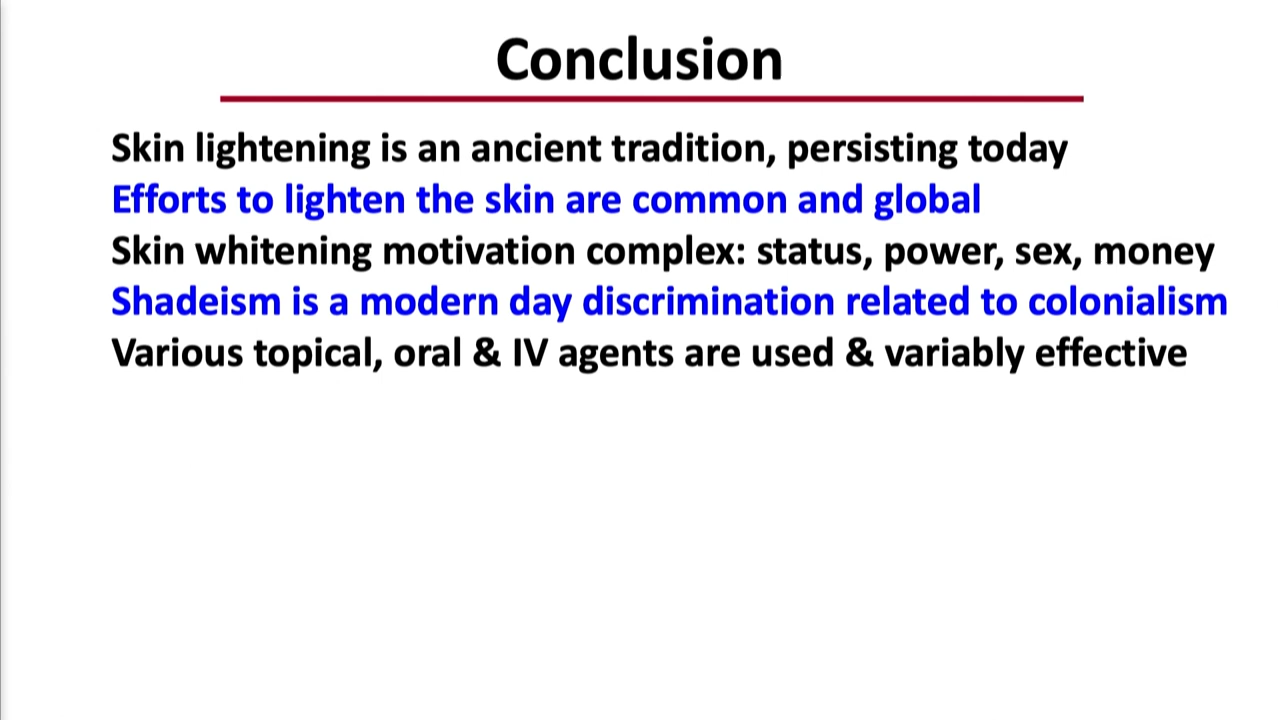 Conclusion
Skin lightening is an ancient tradition, persisting today
Efforts to lighten the skin are common and global
Skin whitening motivation complex: status, power, sex, money
Shadeism is a modern day discrimination related to colonialism
Various topical, oral & IV agents are used & variably effective